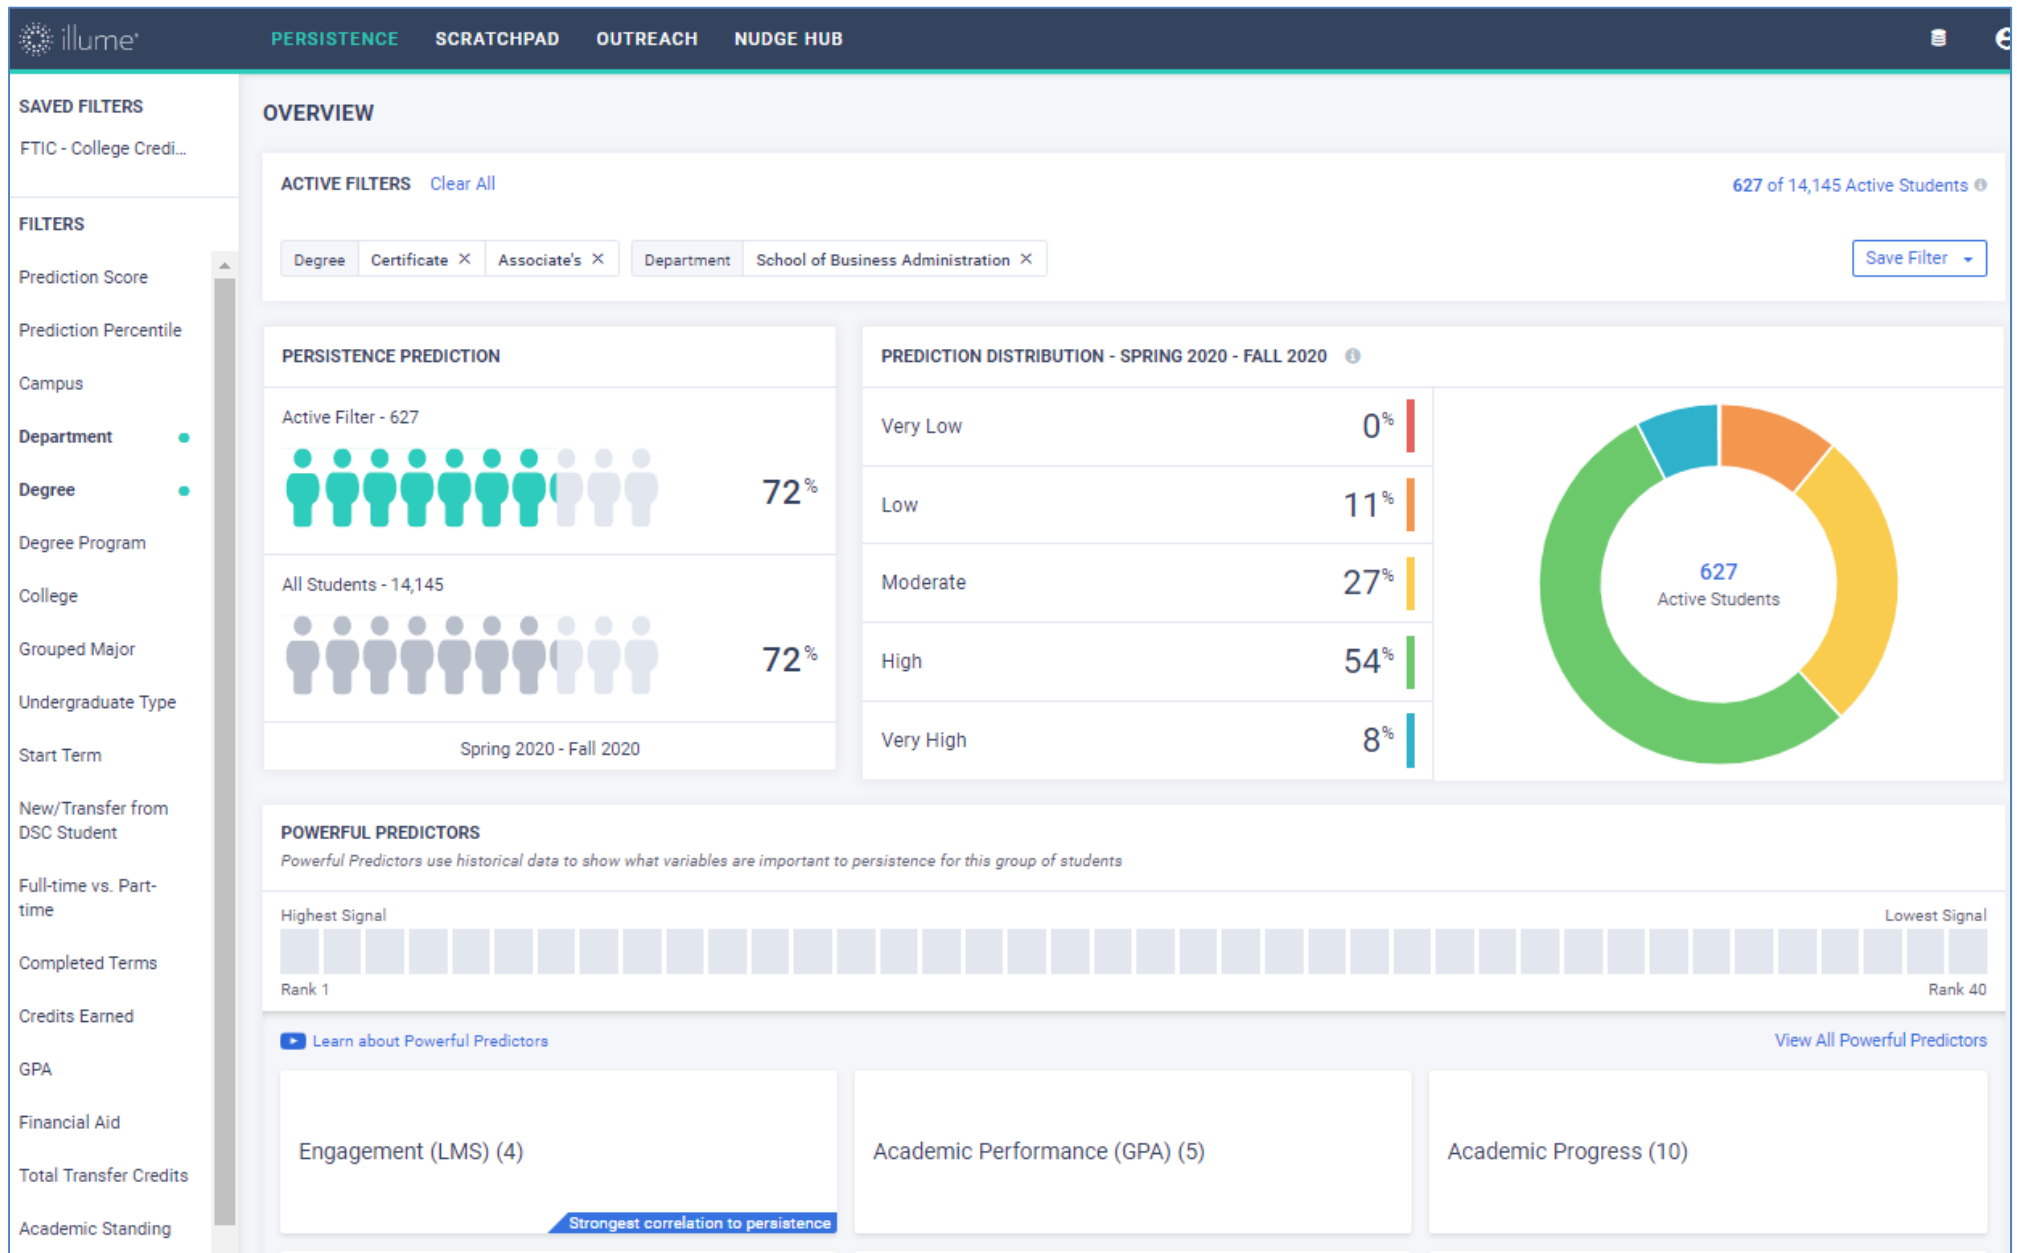 illume
PERSISTENCE SCRATCHPAD OUTREACH NUDGE HUB
SAVED FILTERS
FTIC - College Credi...
FILTERS
Prediction Score
Prediction Percentile
Campus
Department
Degree
Degree Program
College
Grouped Major
Undergraduate Type
Start Term
New/Transfer from
DSC Student
Full-time vs. Part-
time
Completed Terms
Credits Earned
GPA
Financial Aid
Total Transfer Credits
Academic Standing
OVERVIEW
ACTIVE FILTERS Clear All
627 of 14,145 Active Students
Degree Certificate × Associate's × Department School of Business Administration ×
Save Filter
PERSISTENCE PREDICTION
Active Filter - 627
72%
All Students - 14,145
72%
Spring 2020 - Fall 2020
PREDICTION DISTRIBUTION - SPRING 2020 - FALL 2020
Very Low 0%
Low 11%
Moderate 27%
High 54%
Very High 8%
627
Active Students
POWERFUL PREDICTORS
Powerful Predictors use historical data to show what variables are important to persistence for this group of students
Highest Signal Lowest Signal
Rank 1 Rank 40
Learn about Powerful Predictors View All Powerful Predictors
Engagement (LMS) (4)
Strongest correlation to persistence
Academic Performance (GPA) (5)
Academic Progress (10)